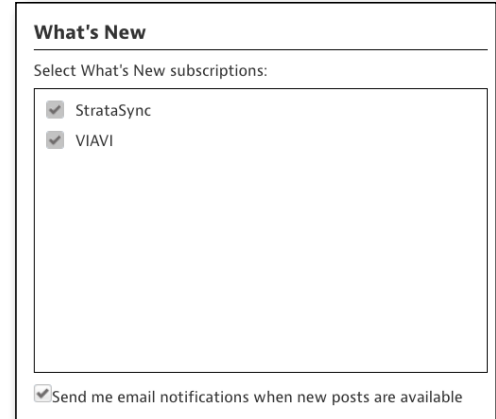 What's New
Select What's New subscriptions:
StrataSync
VIAVI
Send me email notifications when new posts are available